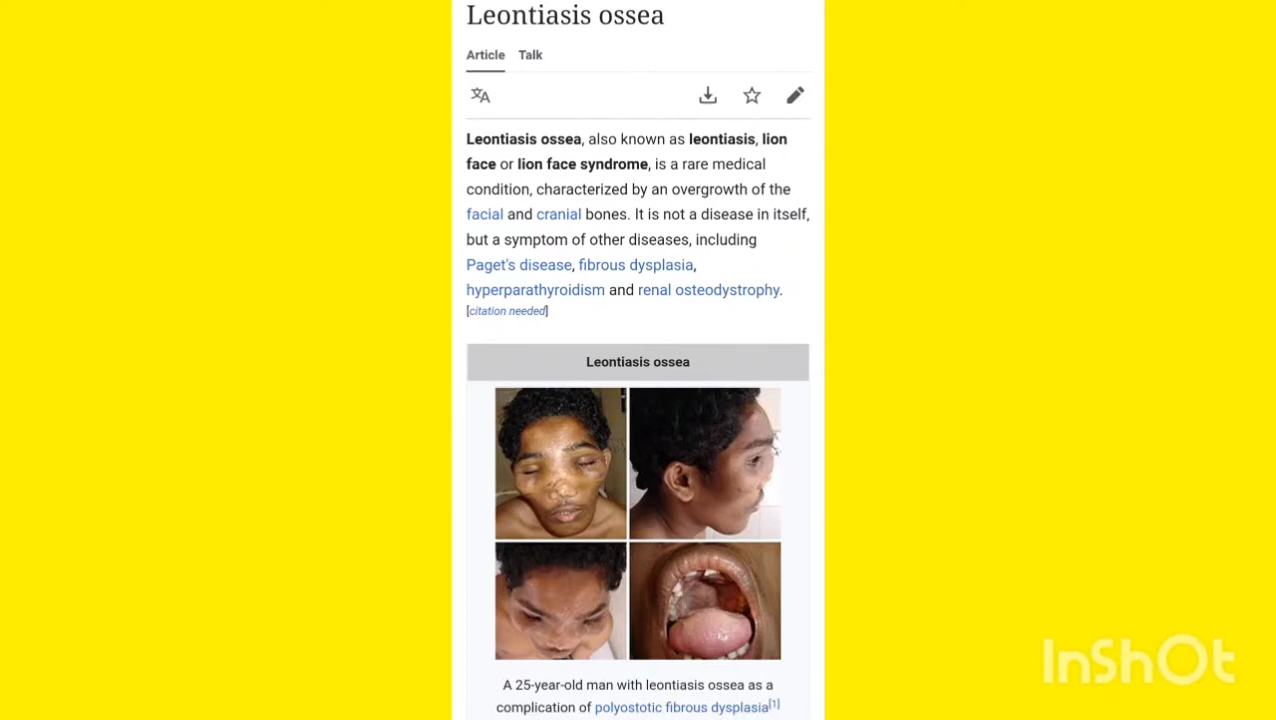 Leontiasis ossea
Article Talk
Leontiasis ossea, also known as leontiasis, lion
face or lion face syndrome, is a rare medical
condition, characterized by an overgrowth of the
facial and cranial bones. It is not a disease in itself,
but a symptom of other diseases, including
Paget's disease, fibrous dysplasia,
hyperparathyroidism and renal osteodystrophy.
[citation needed]
Leontiasis ossea
A 25-year-old man with leontiasis ossea as a
complication of polyostotic fibrous dysplasia[1]
InShOt